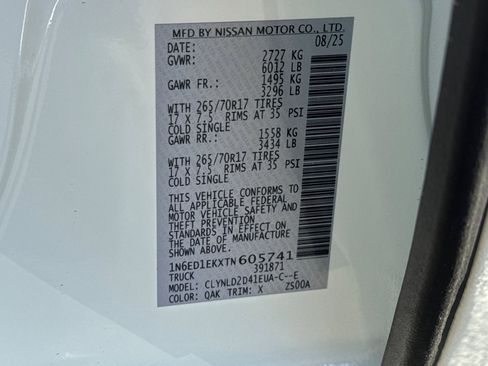 MFD BY NISSAN MOTOR CO., LTD.
DATE: 08/25
GVWR: 2727 KG
6012 LB
GAWR FR.: 1495 KG
3296 LB
WITH 265/70R17 TIRES
17 X 7.5 RIMS AT 35 PSI
COLD SINGLE
GAWR RR.: 1558 KG
3434 LB
WITH 265/70R17 TIRES
17 X 7.5 RIMS AT 35 PSI
COLD SINGLE
THIS VEHICLE CONFORMS TO
ALL APPLICABLE FEDERAL
MOTOR VEHICLE SAFETY AND
THEFT PREVENTION
STANDARDS IN EFFECT ON
THE DATE OF MANUFACTURE
SHOWN ABOVE.
1N6ED1EKXTN605741
TRUCK 391871
MODEL: CLYNLD2D41EUA-C--E
COLOR: QAK TRIM: X ZS00A